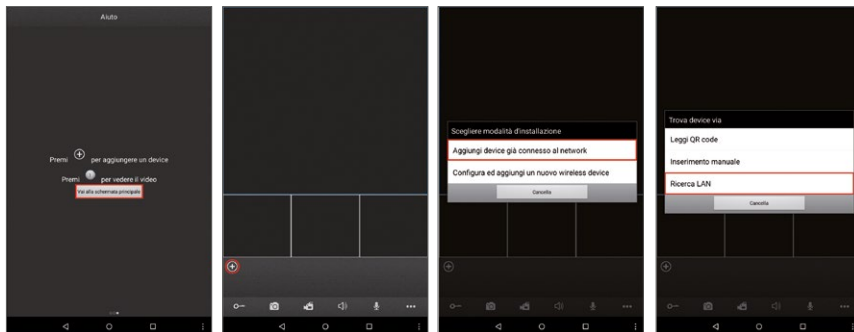 Aiuto
Premi per aggiungere un device
Premi per vedere il video
Vai alla schermata principale
Scegliere modalità d'installazione
Aggiungi device già connesso al network
Configura ed aggiungi un nuovo wireless device
Cancella
Trova device via
Leggi QR code
Inserimento manuale
Ricerca LAN
Cancella